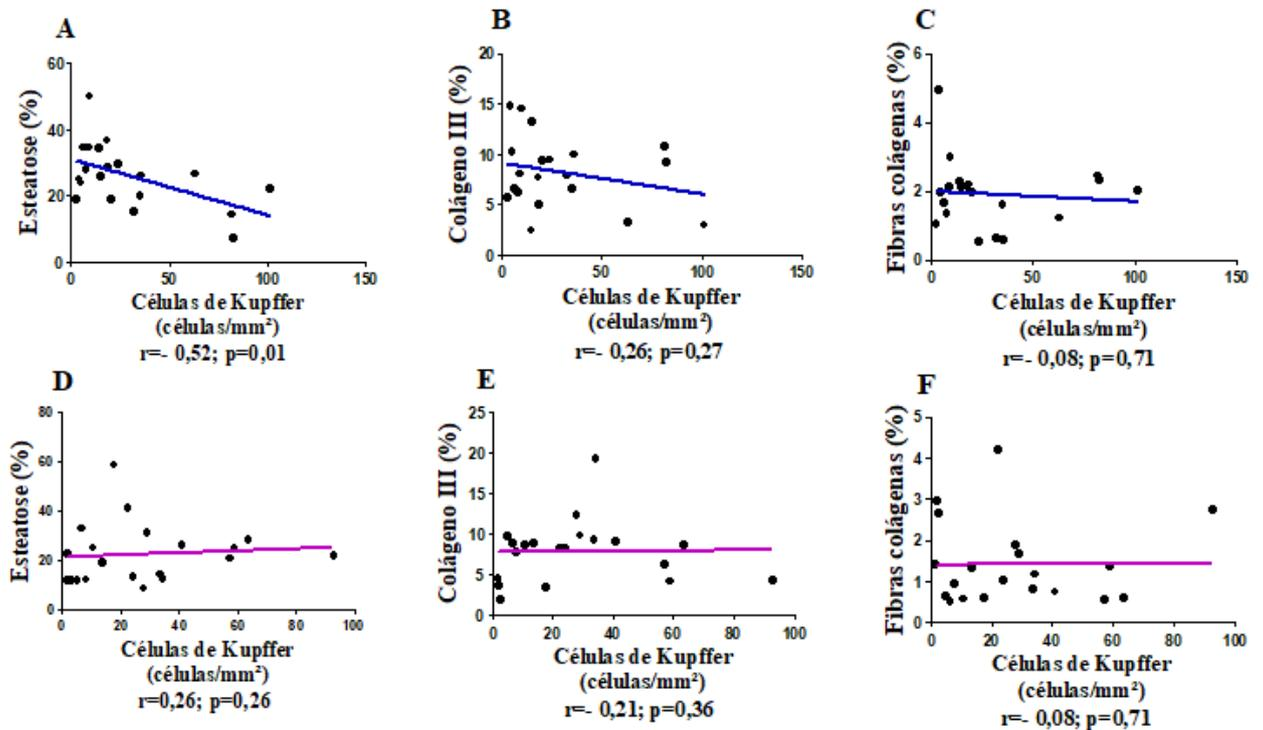 A
Esteatose (%)
60
40
20
0
0 50 100 150
Células de Kupffer
(células/mm²)
r=- 0,52; p=0,01
B
Colágeno III (%)
20
15
10
5
0
0 50 100 150
Células de Kupffer
(células/mm²)
r=- 0,26; p=0,27
C
Fibras colágenas (%)
6
4
2
0
0 50 100 150
Células de Kupffer
(células/mm²)
r=- 0,08; p=0,71
D
Esteatose (%)
80
60
40
20
0
0 20 40 60 80 100
Células de Kupffer
(células/mm²)
r=0,26; p=0,26
E
Colágeno III (%)
25
20
15
10
5
0
0 20 40 60 80 100
Células de Kupffer
(células/mm²)
r=- 0,21; p=0,36
F
Fibras colágenas (%)
5
4
3
2
1
0
0 20 40 60 80 100
Células de Kupffer
(células/mm²)
r=- 0,08; p=0,71